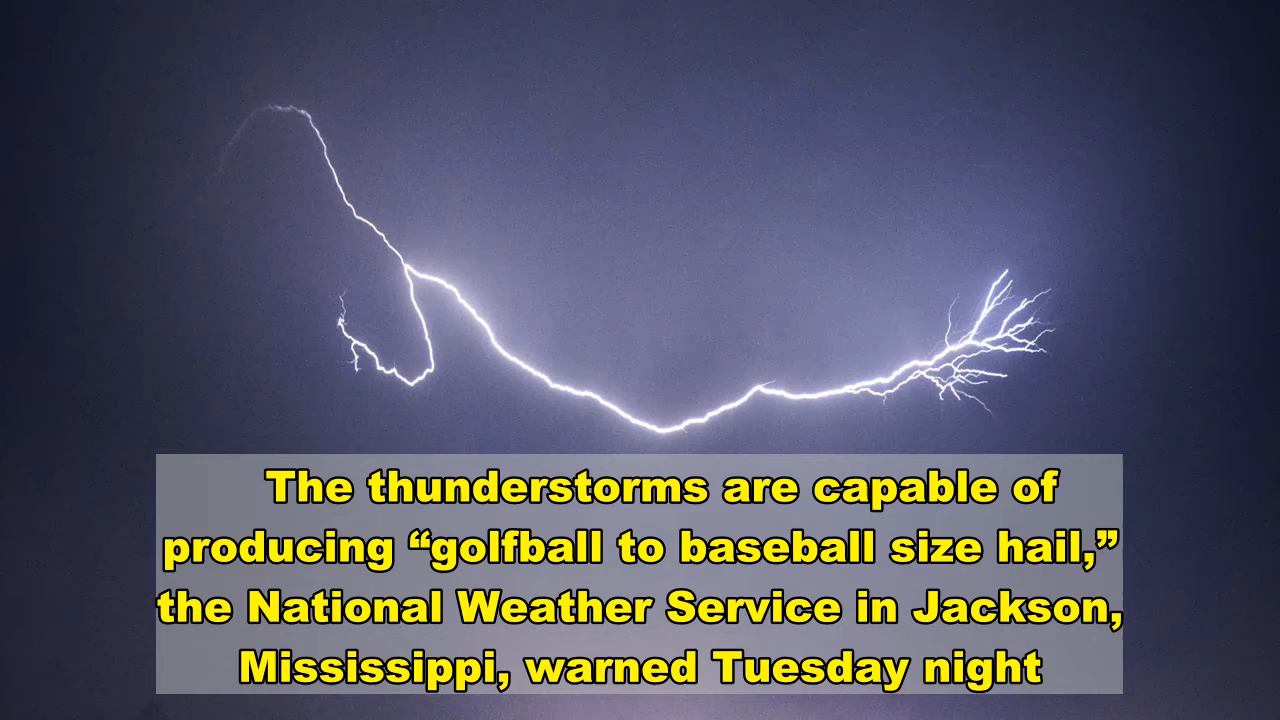 The thunderstorms are capable of
producing “golfball to baseball size hail,”
the National Weather Service in Jackson,
Mississippi, warned Tuesday night